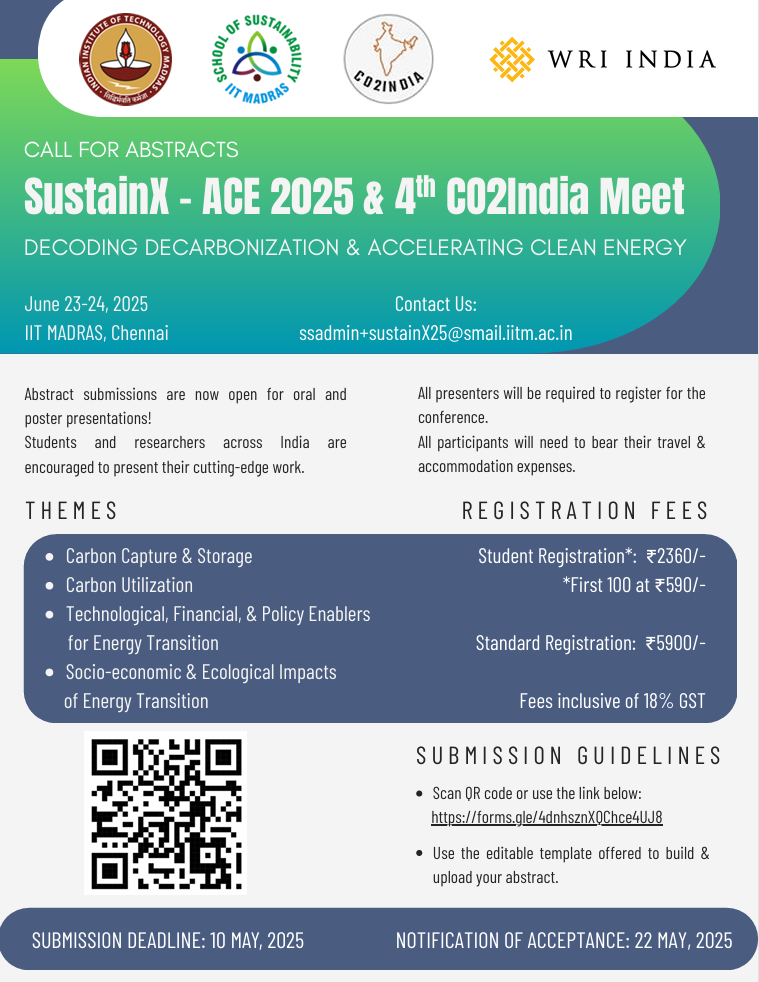 INDIAN INSTITUTE OF TECHNOLOGY MADRAS
सिद्धिर्भवति कर्मजा
SCHOOL OF SUSTAINABILITY
IIT MADRAS
CO2INDIA
WRI INDIA
CALL FOR ABSTRACTS
SustainX - ACE 2025 & 4th CO2India Meet
DECODING DECARBONIZATION & ACCELERATING CLEAN ENERGY
June 23-24, 2025
IIT MADRAS, Chennai
Contact Us:
ssadmin+sustainX25@smail.iitm.ac.in
Abstract submissions are now open for oral and
poster presentations!
Students and researchers across India are
encouraged to present their cutting-edge work.
All presenters will be required to register for the
conference.
All participants will need to bear their travel &
accommodation expenses.
THEMES
• Carbon Capture & Storage
• Carbon Utilization
• Technological, Financial, & Policy Enablers
for Energy Transition
• Socio-economic & Ecological Impacts
of Energy Transition
REGISTRATION FEES
Student Registration*: ₹2360/-
*First 100 at ₹590/-
Standard Registration: ₹5900/-
Fees inclusive of 18% GST
SUBMISSION GUIDELINES
• Scan QR code or use the link below:
https://forms.gle/4dnhsznXQChce4UJ8
• Use the editable template offered to build &
upload your abstract.
SUBMISSION DEADLINE: 10 MAY, 2025
NOTIFICATION OF ACCEPTANCE: 22 MAY, 2025